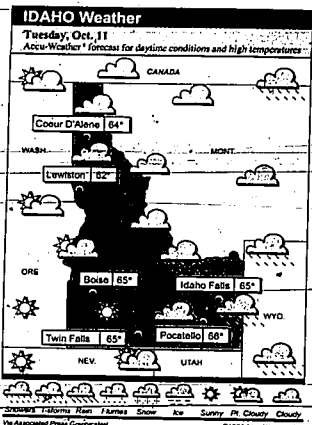 IDAHO Weather
Tuesday, Oct. 11
Accu-Weather® forecast for daytime conditions and high temperatures
CANADA
Coeur D'Alene 64°
WASH.
MONT.
Lewiston 62°
ORE
Boise 65°
Idaho Falls 65°
WYO.
Twin Falls 65°
Pocatello 68°
NEV.
UTAH
Showers T-storms Rain Flurries Snow Ice Sunny Pt. Cloudy Cloudy
Via Associated Press